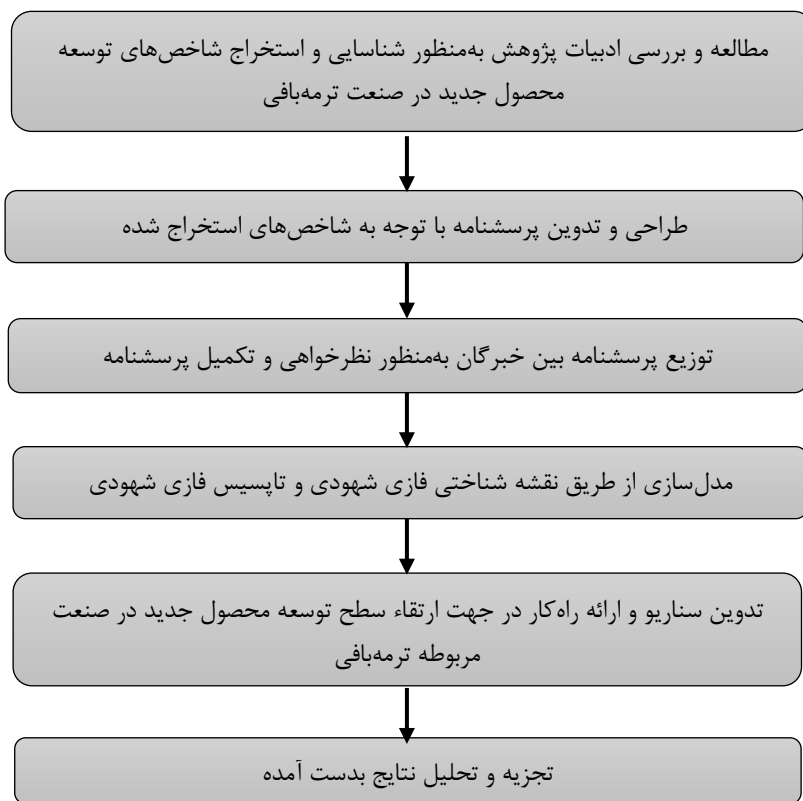 مطالعه و بررسی ادبیات پژوهش به‌منظور شناسایی و استخراج شاخص‌های توسعه
محصول جدید در صنعت ترمه‌بافی
طراحی و تدوین پرسشنامه با توجه به شاخص‌های استخراج شده
توزیع پرسشنامه بین خبرگان به‌منظور نظرخواهی و تکمیل پرسشنامه
مدل‌سازی از طریق نقشه شناختی فازی شهودی و تاپسیس فازی شهودی
تدوین سناریو و ارائه راه‌کار در جهت ارتقاء سطح توسعه محصول جدید در صنعت
مربوطه ترمه‌بافی
تجزیه و تحلیل نتایج بدست آمده